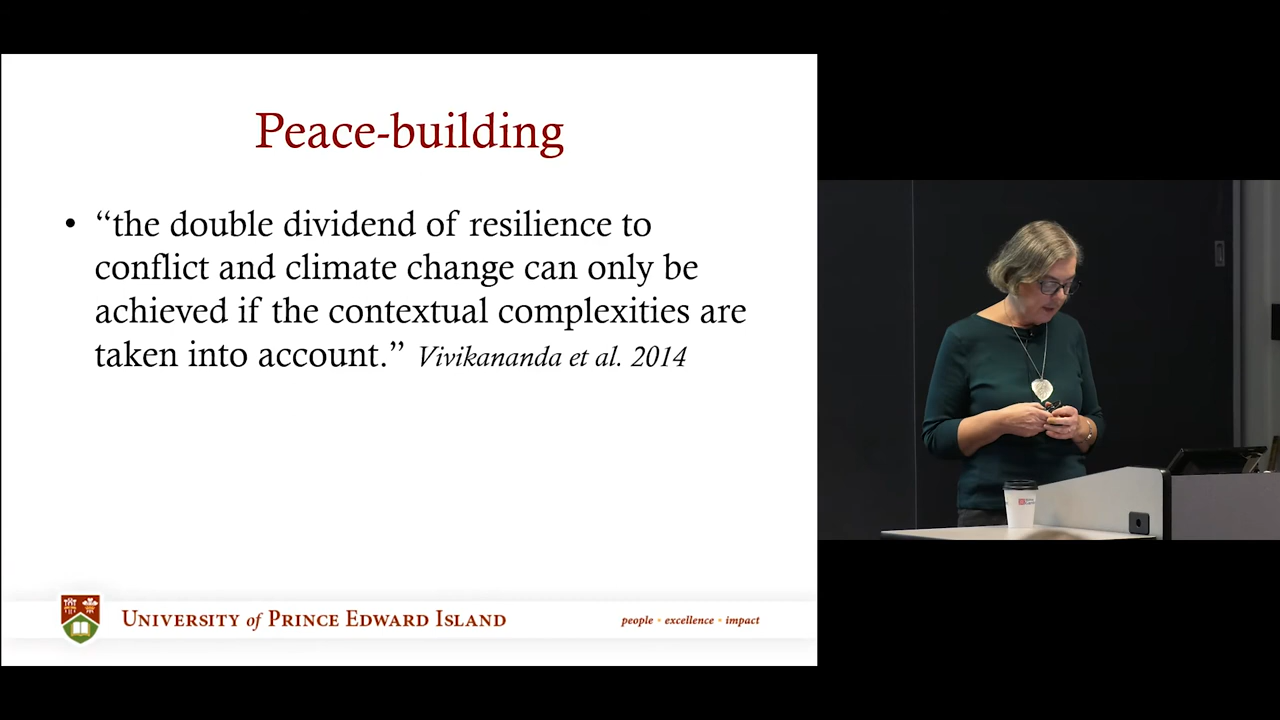 Peace-building
• “the double dividend of resilience to
conflict and climate change can only be
achieved if the contextual complexities are
taken into account.” Vivikananda et al. 2014
University of Prince Edward Island
people • excellence • impact